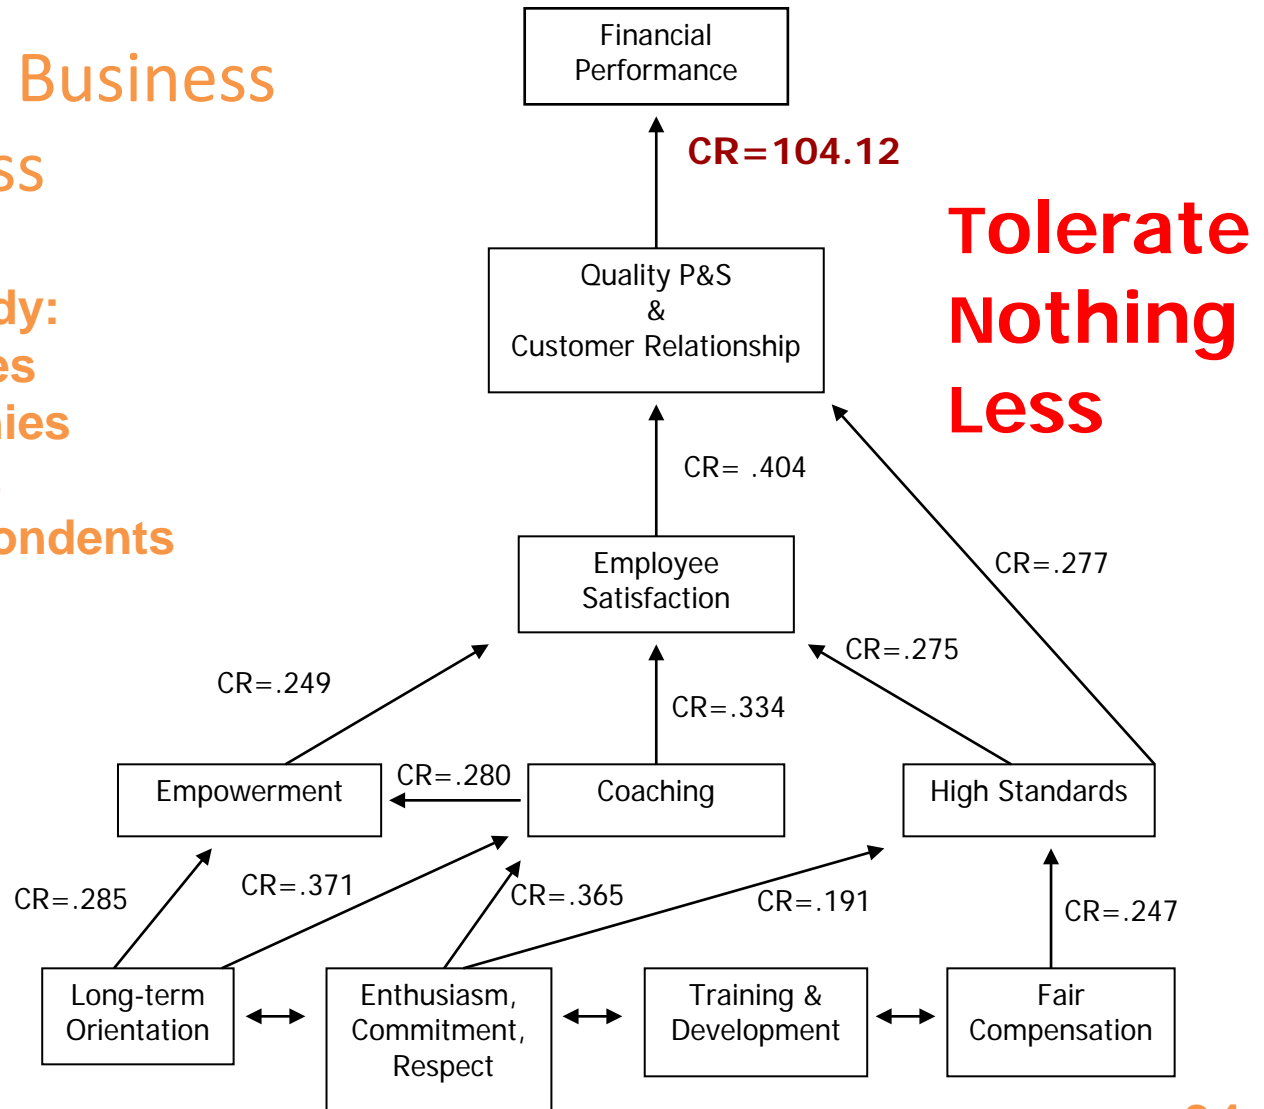 Business
ss
dy:
es
nies
ondents
Financial
Performance
CR=104.12
Tolerate
Nothing
Less
Quality P&S
&
Customer Relationship
CR= .404
CR=.277
Employee
Satisfaction
CR=.249
CR=.334
CR=.275
Empowerment
CR=.280
Coaching
High Standards
CR=.285
CR=.371
CR=.365
CR=.191
CR=.247
Long-term
Orientation
Enthusiasm,
Commitment,
Respect
Training &
Development
Fair
Compensation